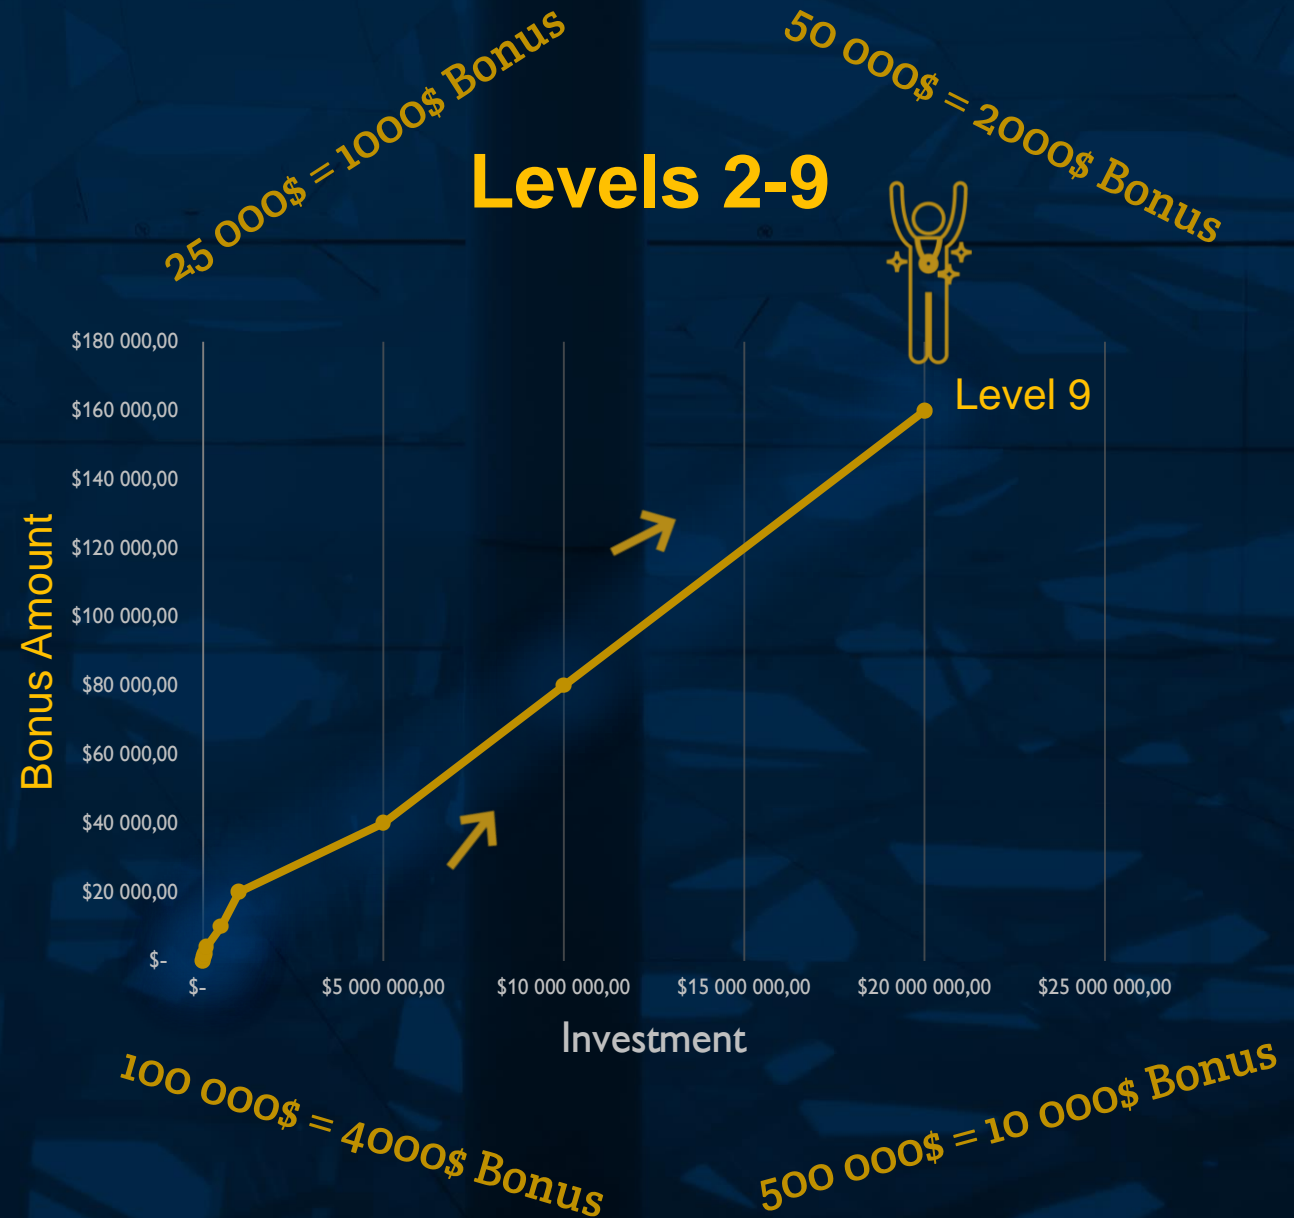 25 000$ = 1000$ Bonus
50 000$ = 2000$ Bonus
Levels 2-9
Level 9
Bonus Amount
$180 000,00
$160 000,00
$140 000,00
$120 000,00
$100 000,00
$80 000,00
$60 000,00
$40 000,00
$20 000,00
$-
$-
$5 000 000,00
$10 000 000,00
$15 000 000,00
$20 000 000,00
$25 000 000,00
Investment
100 000$ = 4000$ Bonus
500 000$ = 10 000$ Bonus